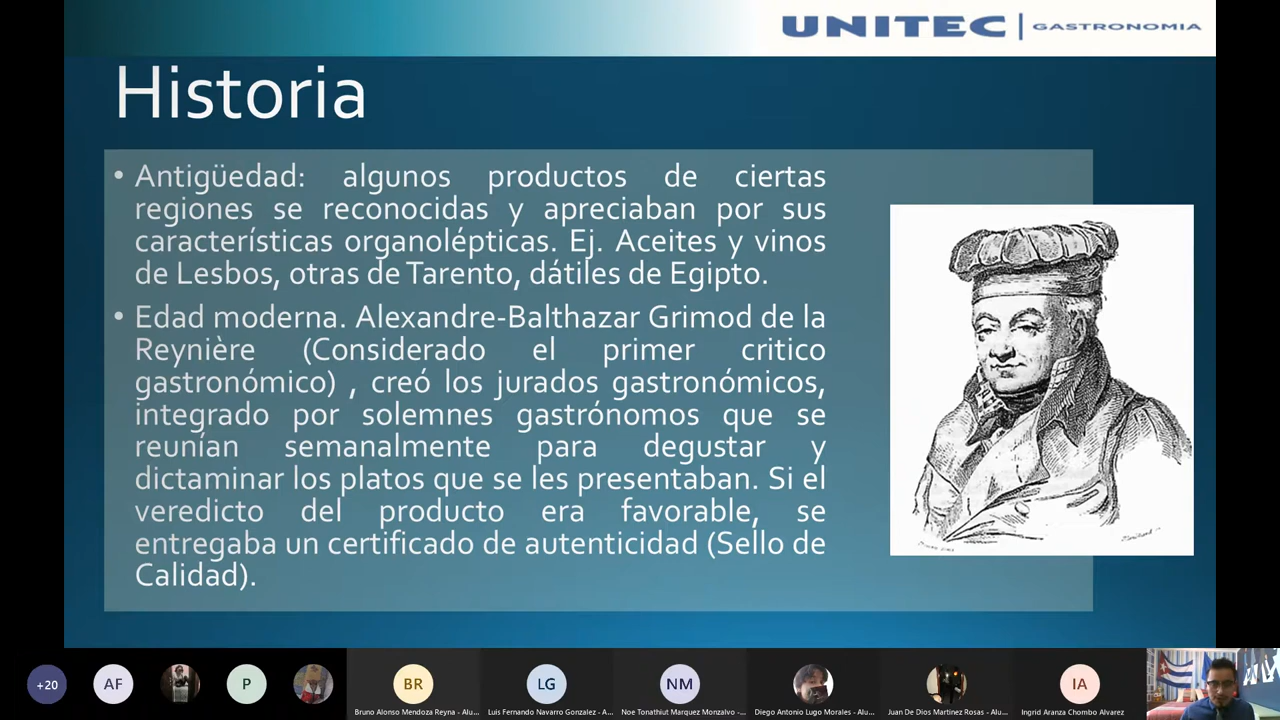 UNITEC | GASTRONOMIA
Historia
• Antigüedad: algunos productos de ciertas
regiones se reconocidas y apreciaban por sus
características organolépticas. Ej. Aceites y vinos
de Lesbos, otras de Tarento, dátiles de Egipto.
• Edad moderna. Alexandre-Balthazar Grimod de la
Reynière (Considerado el primer critico
gastronómico) , creó los jurados gastronómicos,
integrado por solemnes gastrónomos que se
reunían semanalmente para degustar y
dictaminar los platos que se les presentaban. Si el
veredicto del producto era favorable, se
entregaba un certificado de autenticidad (Sello de
Calidad).
+20
AF
P
BR
LG
NM
IA
Bruno Alonso Mendoza Reyna - Alu...
Luis Fernando Navarro Gonzalez - A...
Noe Tonathiut Marquez Monzalvo -...
Diego Antonio Lugo Morales - Alu...
Juan De Dios Martinez Rosas - Alu...
Ingrid Aranza Chombo Alvarez